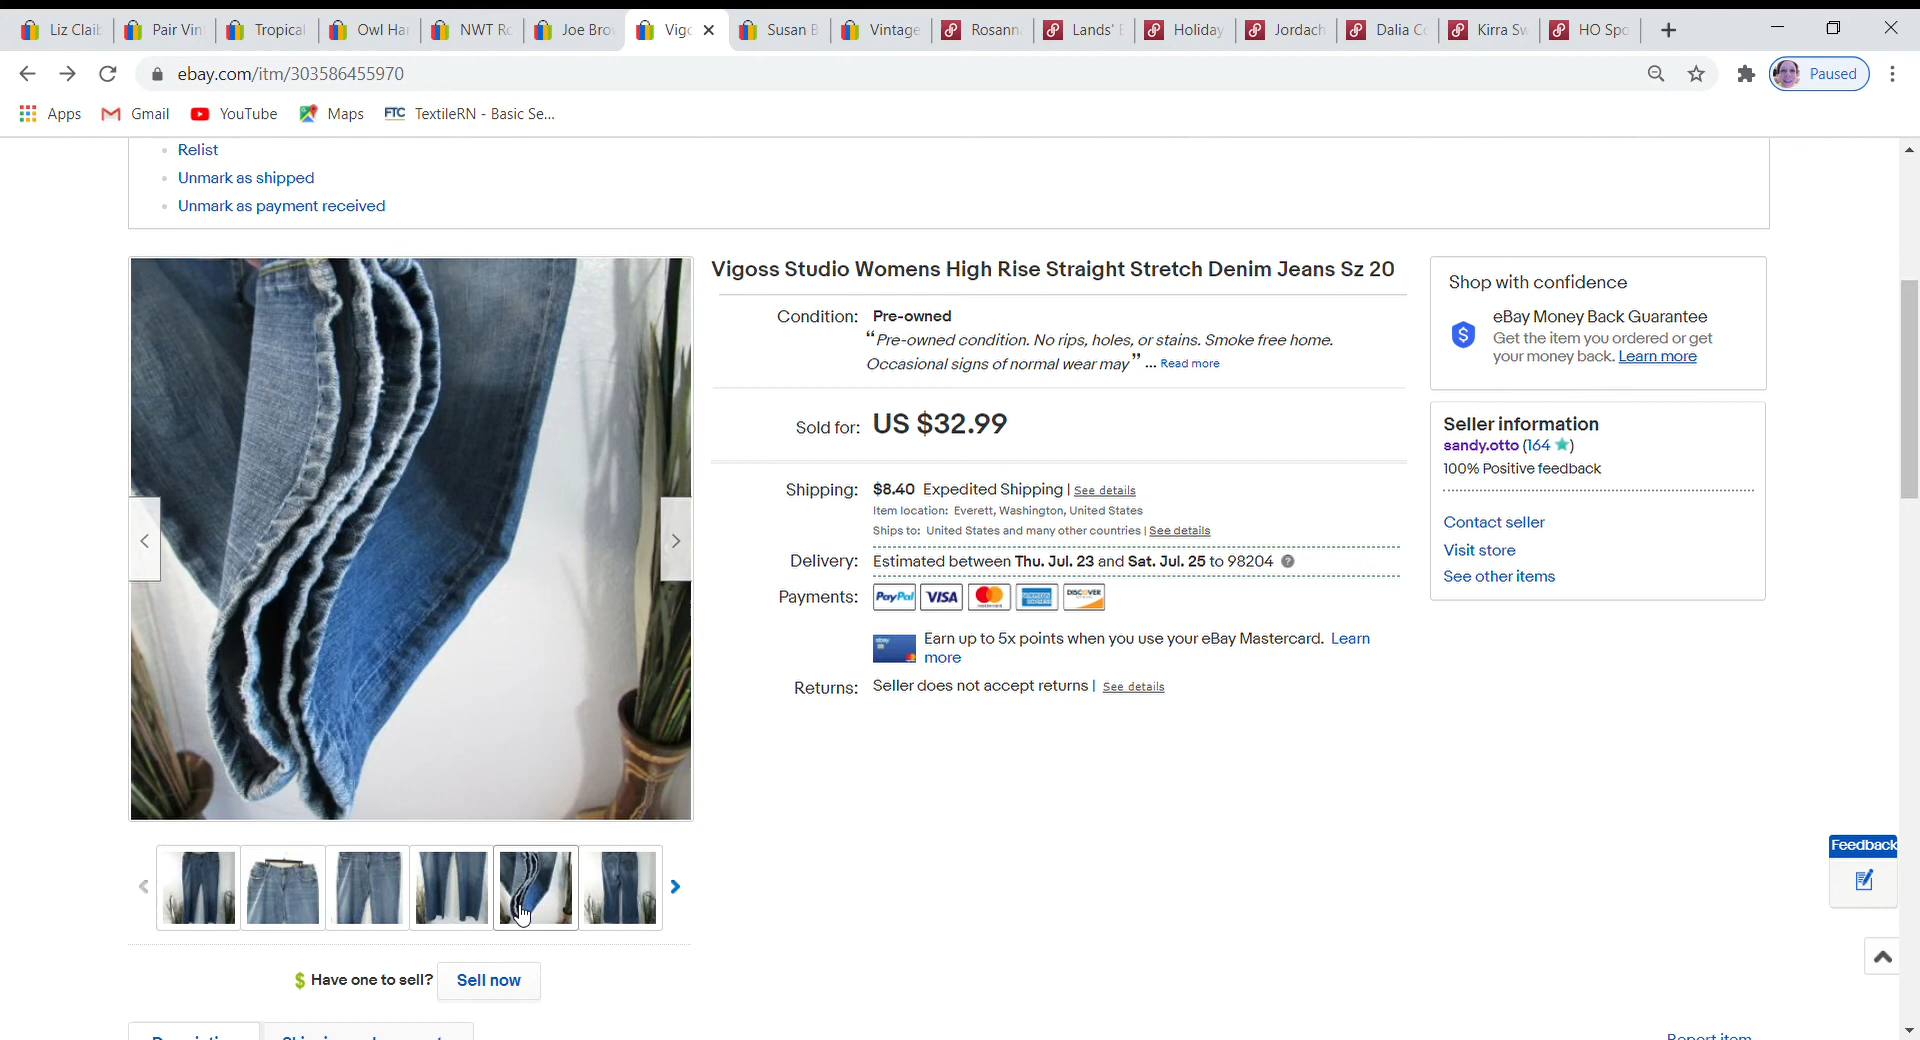 Liz Claib
Pair Vin
Tropical
Owl Ha
NWT R
Joe Bro
Vigo
Susan B
Vintage
Rosann
Lands' E
Holiday
Jordach
Dalia Co
Kirra Sw
HO Spo
ebay.com/itm/303586455970
Paused
Apps
Gmail
YouTube
Maps
FTC TextileRN - Basic Se...
Relist
Unmark as shipped
Unmark as payment received
Vigoss Studio Womens High Rise Straight Stretch Denim Jeans Sz 20
Condition: Pre-owned
“Pre-owned condition. No rips, holes, or stains. Smoke free home.
Occasional signs of normal wear may” ... Read more
Sold for: US $32.99
Shipping: $8.40 Expedited Shipping | See details
Item location: Everett, Washington, United States
Ships to: United States and many other countries | See details
Delivery: Estimated between Thu. Jul. 23 and Sat. Jul. 25 to 98204
Payments: PayPal VISA DISCOVER
Earn up to 5x points when you use your eBay Mastercard. Learn
more
Returns: Seller does not accept returns | See details
Shop with confidence
eBay Money Back Guarantee
Get the item you ordered or get
your money back. Learn more
Seller information
sandy.otto (164 ★)
100% Positive feedback
Contact seller
Visit store
See other items
Feedback
$ Have one to sell? Sell now